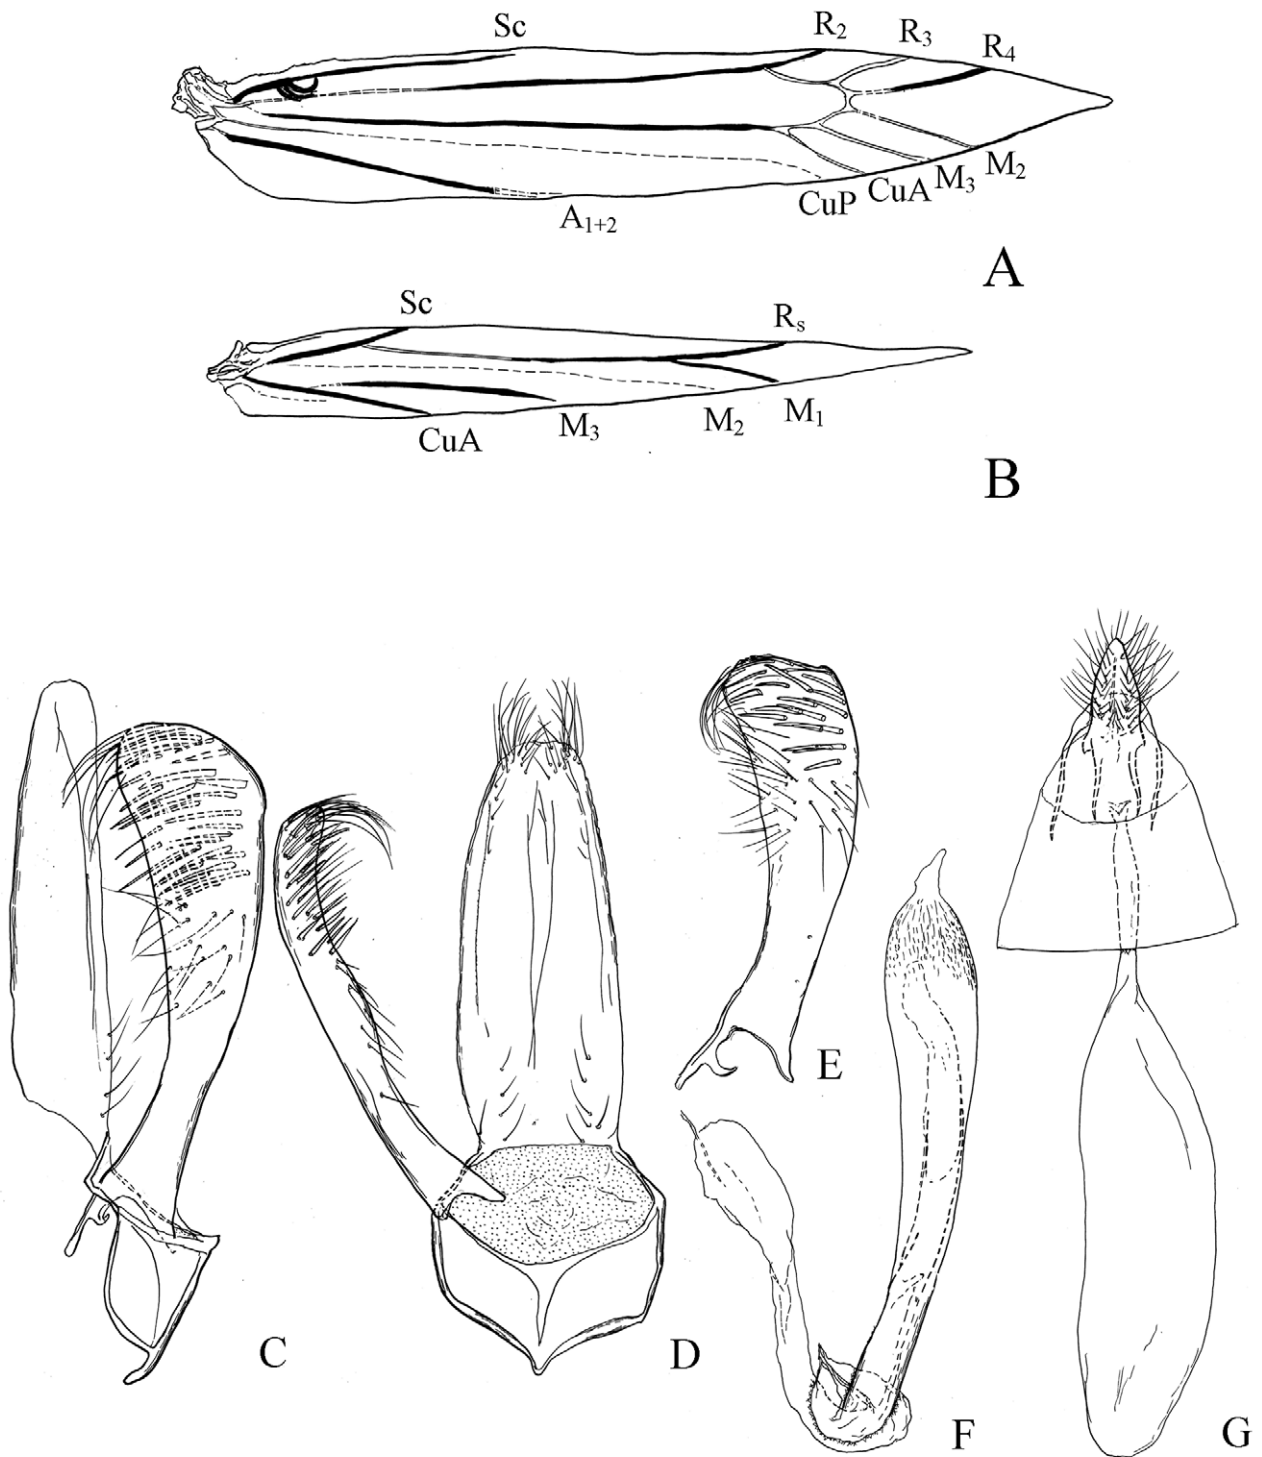 Sc R₂ R₃ R₄
A₁₊₂ CuP CuA M₃ M₂
A
Sc Rₛ
CuA M₃ M₂ M₁
B
C D E F G